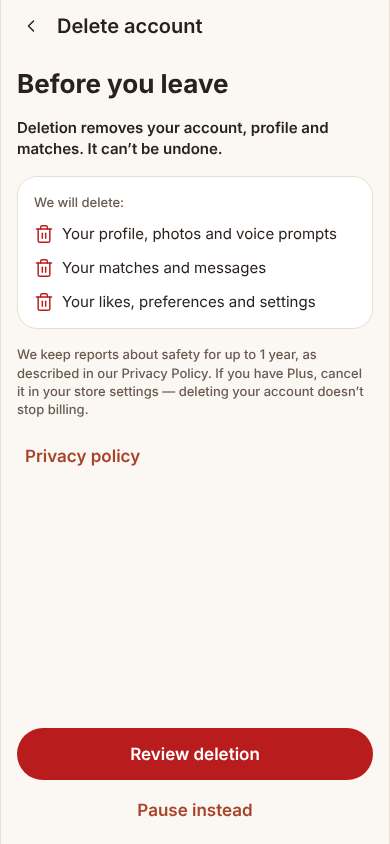 Delete account
Before you leave
Deletion removes your account, profile and
matches. It can’t be undone.
We will delete:
Your profile, photos and voice prompts
Your matches and messages
Your likes, preferences and settings
We keep reports about safety for up to 1 year, as
described in our Privacy Policy. If you have Plus, cancel
it in your store settings — deleting your account doesn’t
stop billing.
Privacy policy
Review deletion
Pause instead